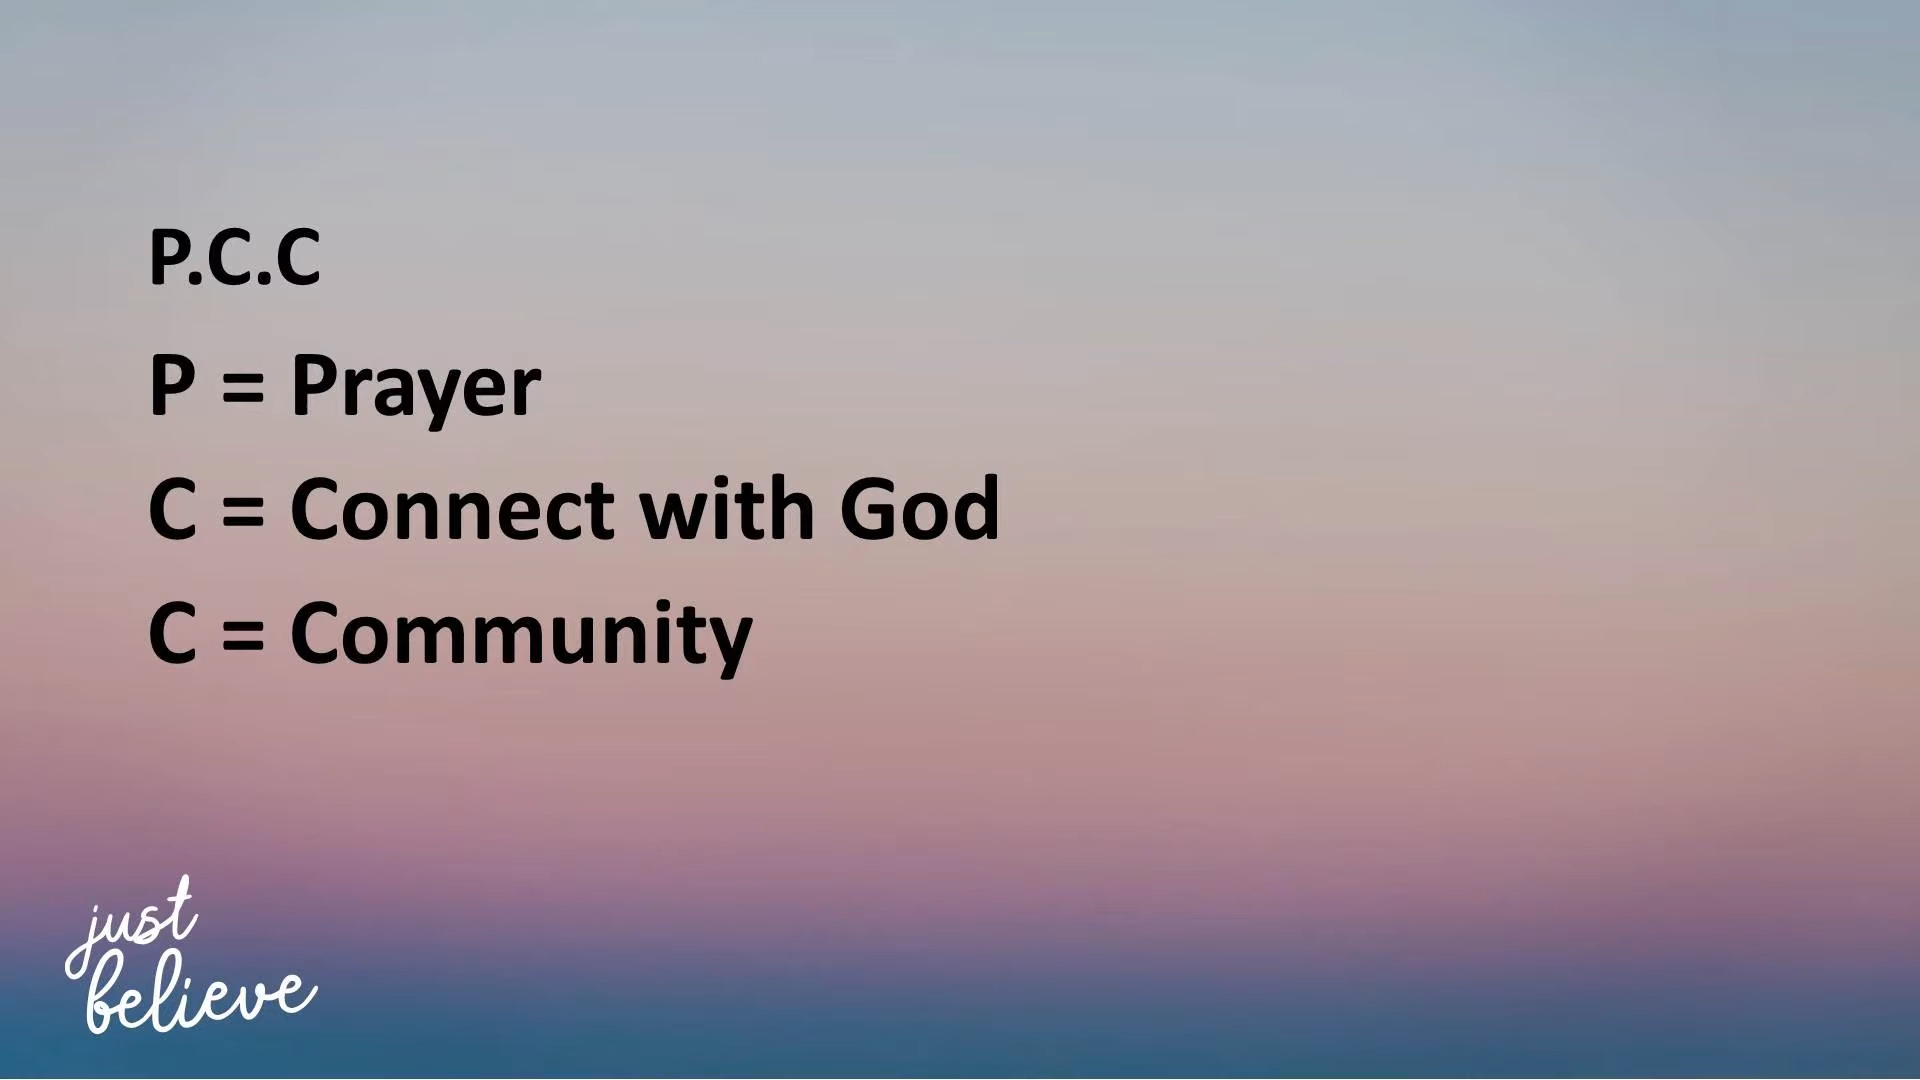 P.C.C
P = Prayer
C = Connect with God
C = Community
just
believe